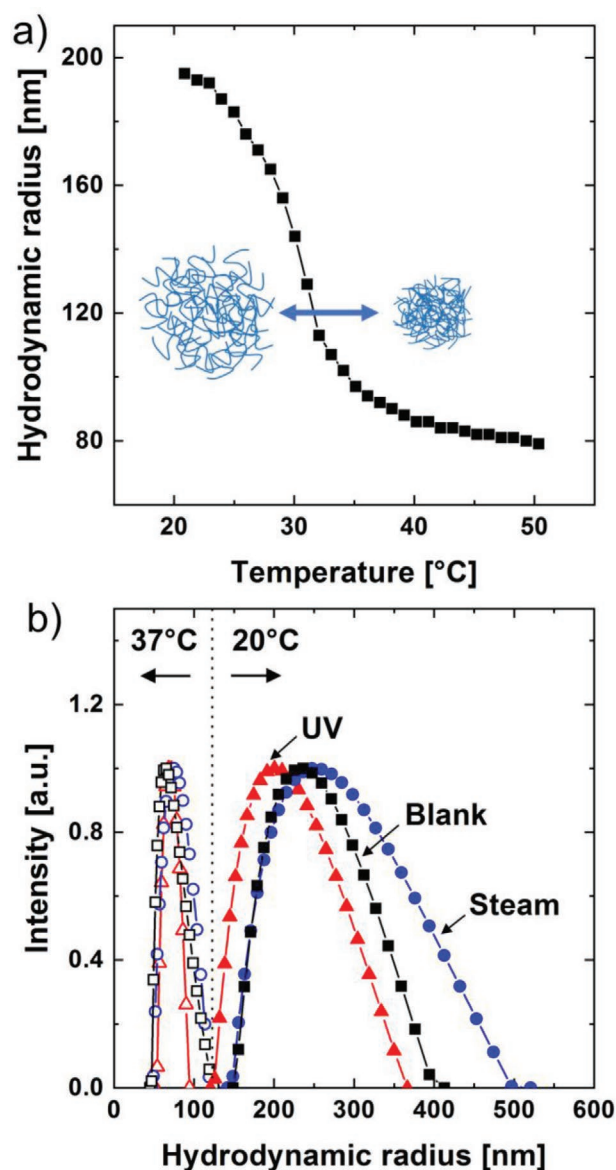 a)
Hydrodynamic radius [nm]
200
160
120
80
20 30 40 50
Temperature [°C]
b)
37°C 20°C
Intensity [a.u.]
1.2
0.8
0.4
0.0
UV
Blank
Steam
0 100 200 300 400 500 600
Hydrodynamic radius [nm]